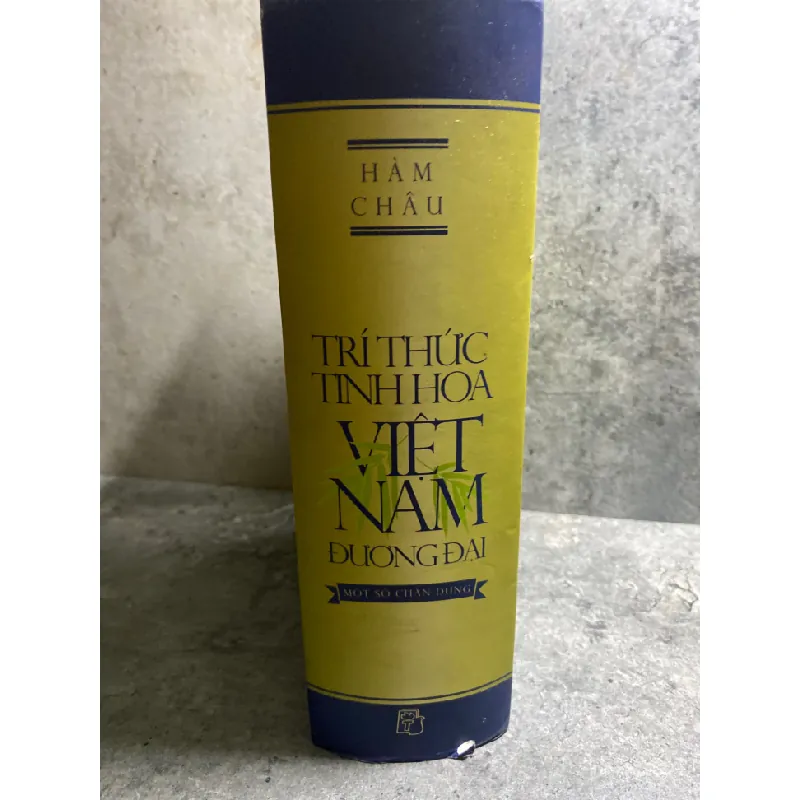 HÀM
CHÂU
TRÍ THỨC
TINH HOA
VIỆT
NAM
ĐƯƠNG ĐẠI
MỘT SỐ CHÂN DUNG